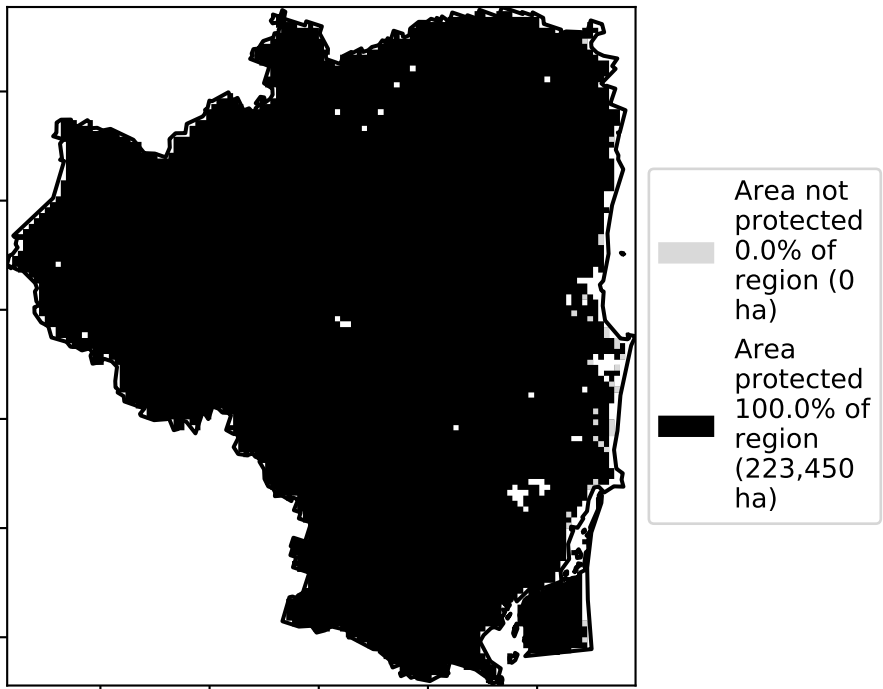 Area not
protected
0.0% of
region (0
ha)
Area
protected
100.0% of
region
(223,450
ha)